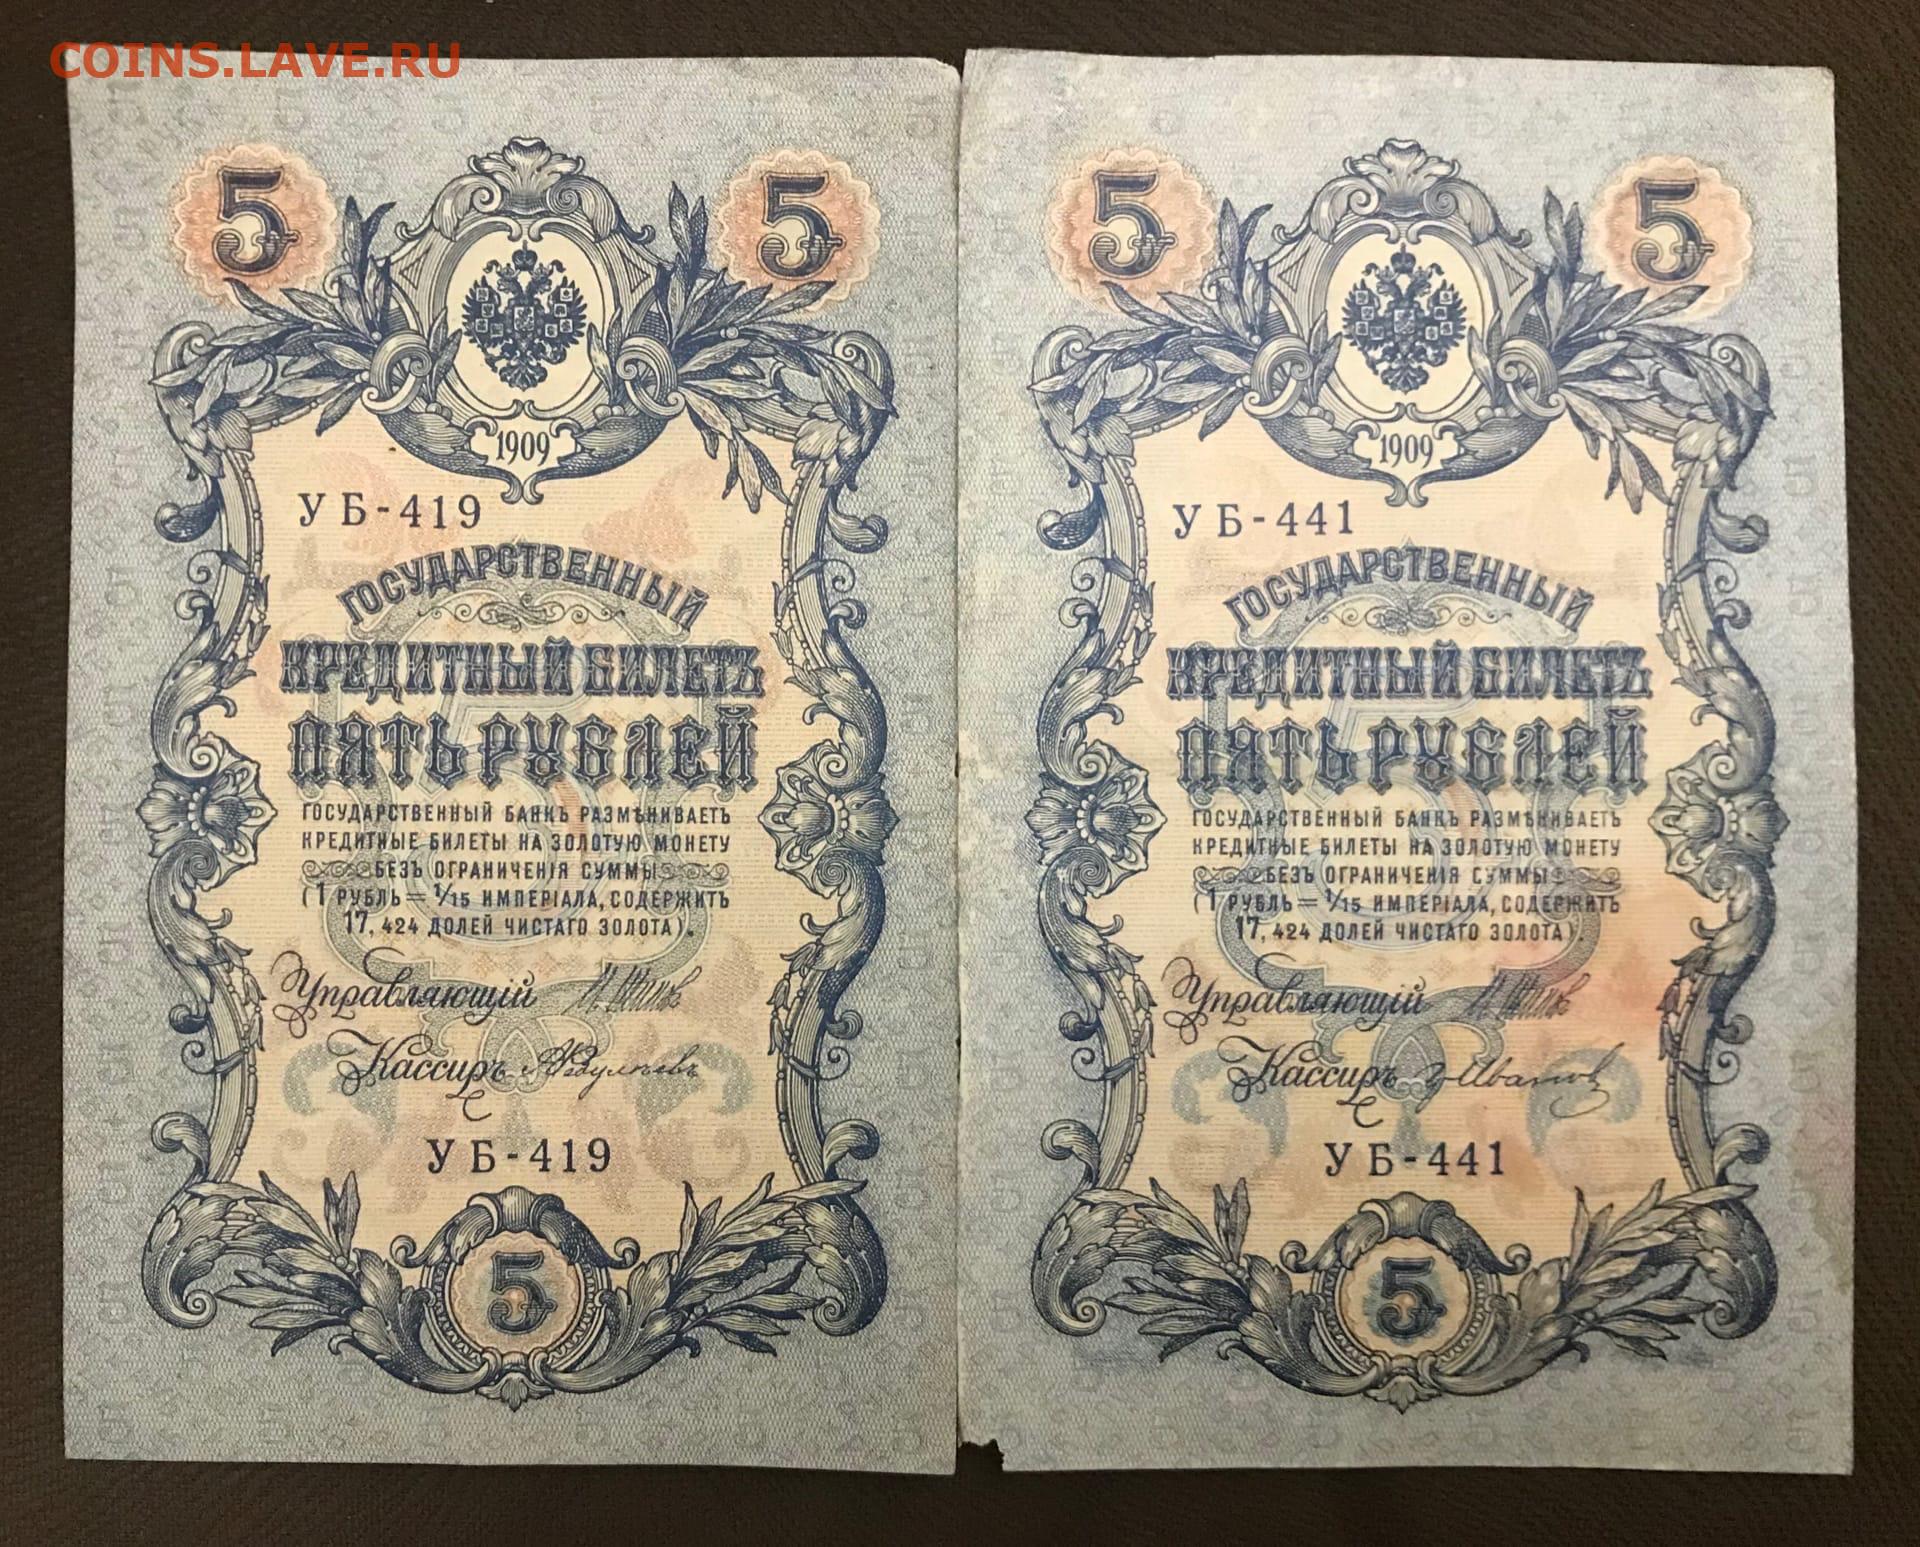 COINS.LAVE.RU
5 5
1909
УБ-419
ГОСУДАРСТВЕННЫЙ
КРЕДИТНЫЙ БИЛЕТЪ
ПЯТЬ РУБЛЕЙ
ГОСУДАРСТВЕННЫЙ БАНКЪ РАЗМѢНИВАЕТЪ
КРЕДИТНЫЕ БИЛЕТЫ НА ЗОЛОТУЮ МОНЕТУ
БЕЗЪ ОГРАНИЧЕНІЯ СУММЫ
(1 РУБЛЬ = 1/15 ИМПЕРІАЛА, СОДЕРЖИТЪ
17,424 ДОЛЕЙ ЧИСТАГО ЗОЛОТА).
Управляющій
Кассиръ
УБ-419
5
5 5
1909
УБ-441
ГОСУДАРСТВЕННЫЙ
КРЕДИТНЫЙ БИЛЕТЪ
ПЯТЬ РУБЛЕЙ
ГОСУДАРСТВЕННЫЙ БАНКЪ РАЗМѢНИВАЕТЪ
КРЕДИТНЫЕ БИЛЕТЫ НА ЗОЛОТУЮ МОНЕТУ
БЕЗЪ ОГРАНИЧЕНІЯ СУММЫ
(1 РУБЛЬ = 1/15 ИМПЕРІАЛА, СОДЕРЖИТЪ
17,424 ДОЛЕЙ ЧИСТАГО ЗОЛОТА).
Управляющій
Кассиръ Гр Иванов
УБ-441
5